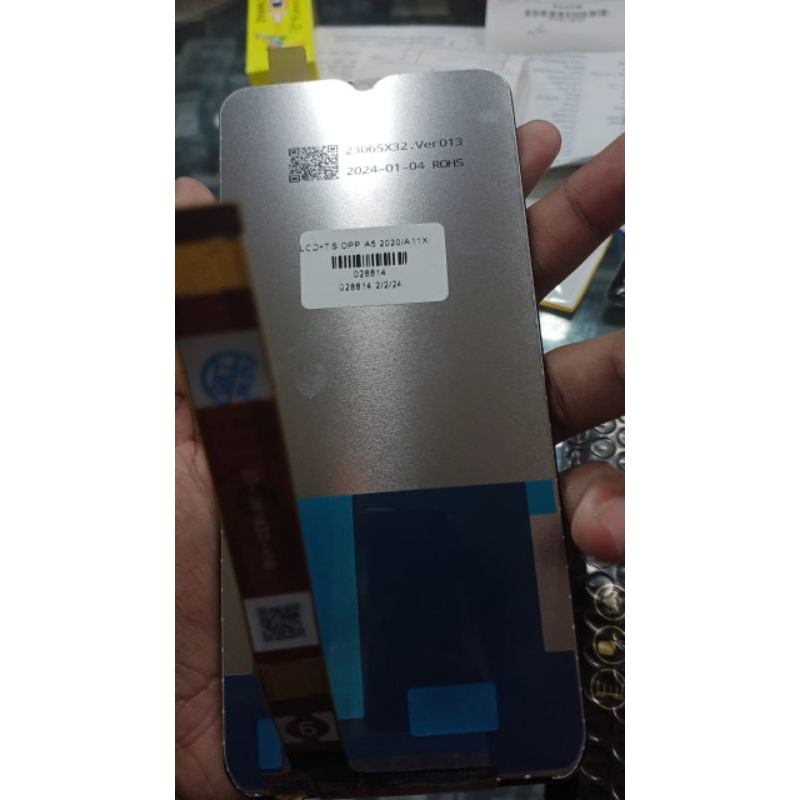 23065X32.Ver013
2024-01-04 ROHS
LCD+TS OPP A5 2020/A11X
028814
028814 2/2/24